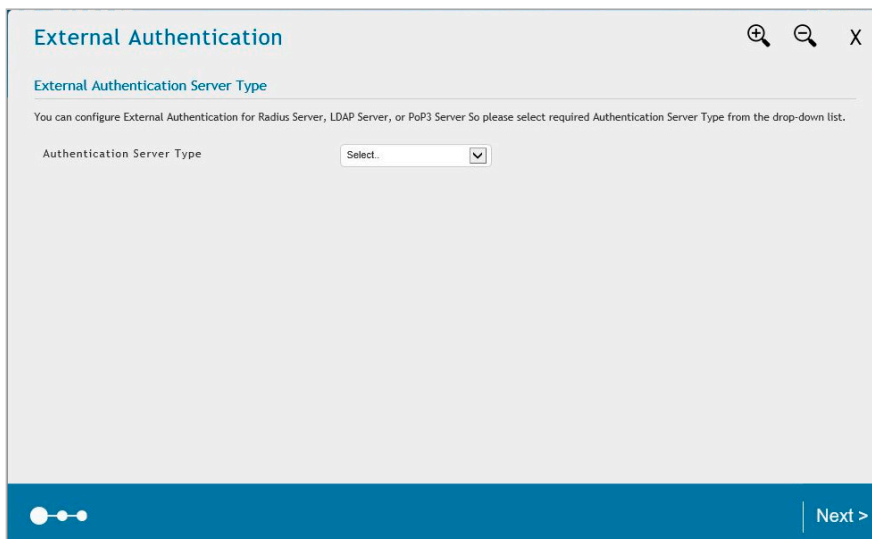 External Authentication
X
External Authentication Server Type
You can configure External Authentication for Radius Server, LDAP Server, or PoP3 Server So please select required Authentication Server Type from the drop-down list.
Authentication Server Type
Select..
Next >